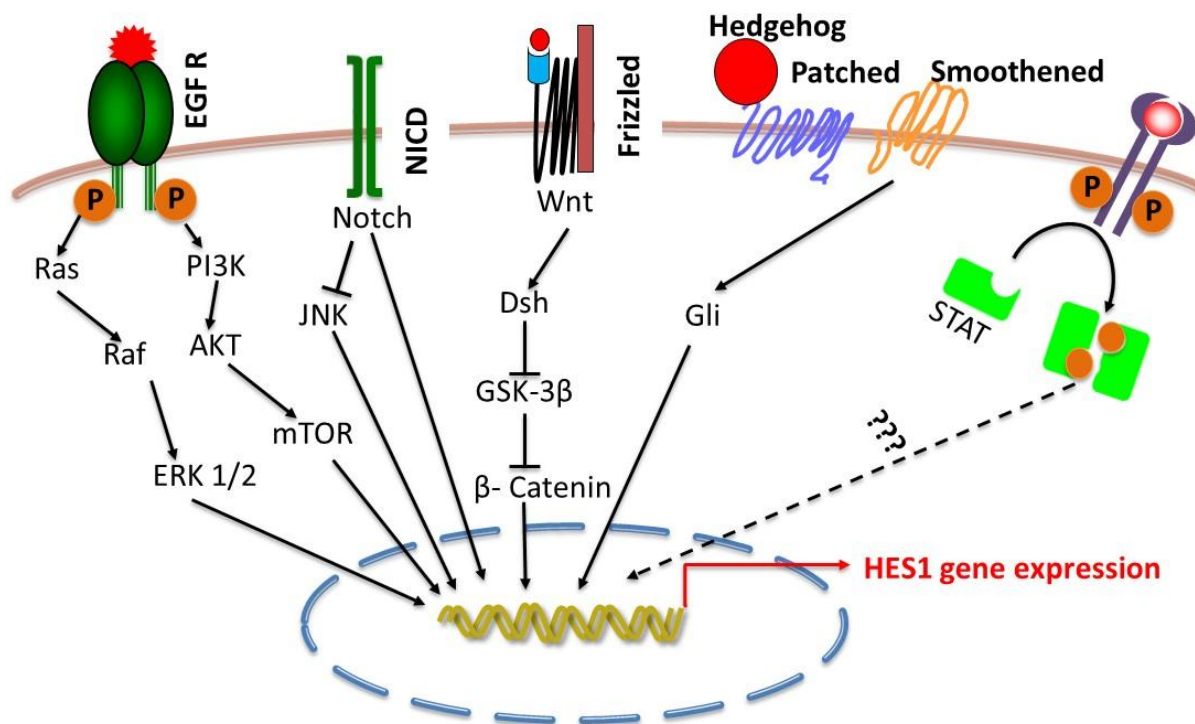 EGF R
P
P
Ras
Raf
ERK 1/2
PI3K
AKT
mTOR
NICD
Notch
JNK
Frizzled
Wnt
Dsh
GSK-3β
β- Catenin
Hedgehog
Patched
Smoothened
Gli
P
P
STAT
???
HES1 gene expression